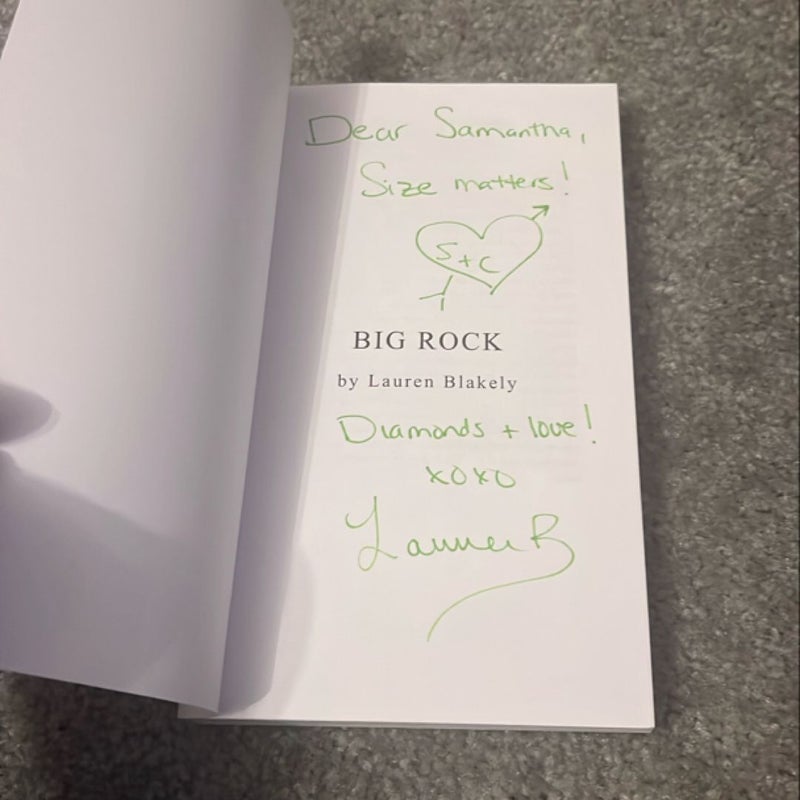 Dear Samantha,
Size matters!
S+C
BIG ROCK
by Lauren Blakely
Diamonds + love!
xoxo
Lauren B